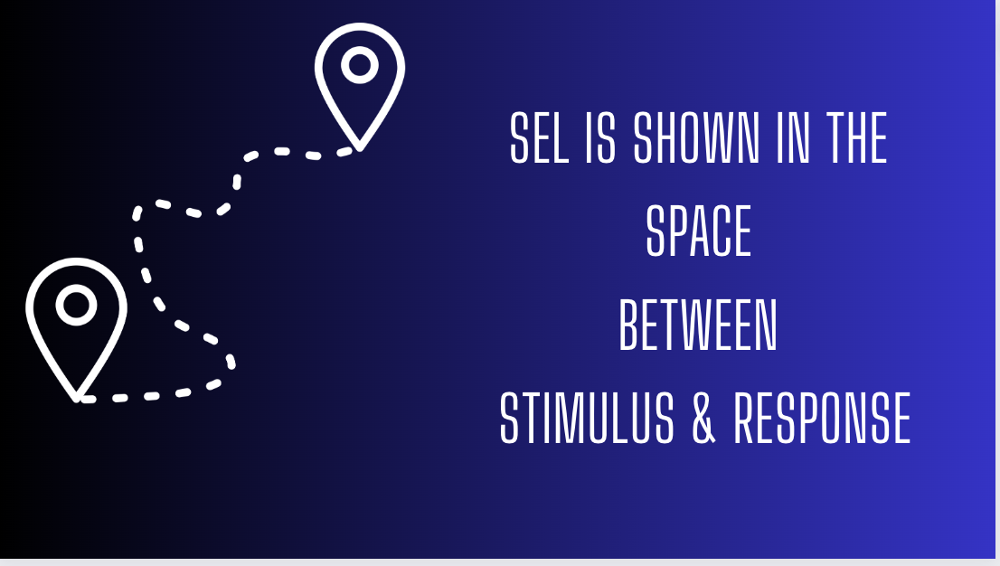 SEL IS SHOWN IN THE
SPACE
BETWEEN
STIMULUS & RESPONSE